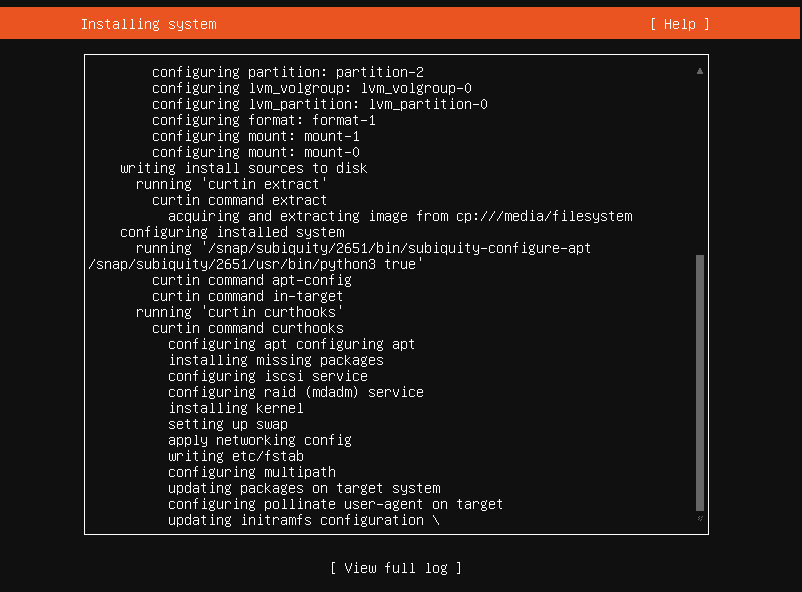 Installing system [ Help ]
configuring partition: partition-2
configuring lvm_volgroup: lvm_volgroup-0
configuring lvm_partition: lvm_partition-0
configuring format: format-1
configuring mount: mount-1
configuring mount: mount-0
writing install sources to disk
running 'curtin extract'
curtin command extract
acquiring and extracting image from cp:///media/filesystem
configuring installed system
running '/snap/subiquity/2651/bin/subiquity-configure-apt
/snap/subiquity/2651/usr/bin/python3 true'
curtin command apt-config
curtin command in-target
running 'curtin curthooks'
curtin command curthooks
configuring apt configuring apt
installing missing packages
configuring iscsi service
configuring raid (mdadm) service
installing kernel
setting up swap
apply networking config
writing etc/fstab
configuring multipath
updating packages on target system
configuring pollinate user-agent on target
updating initramfs configuration \
[ View full log ]